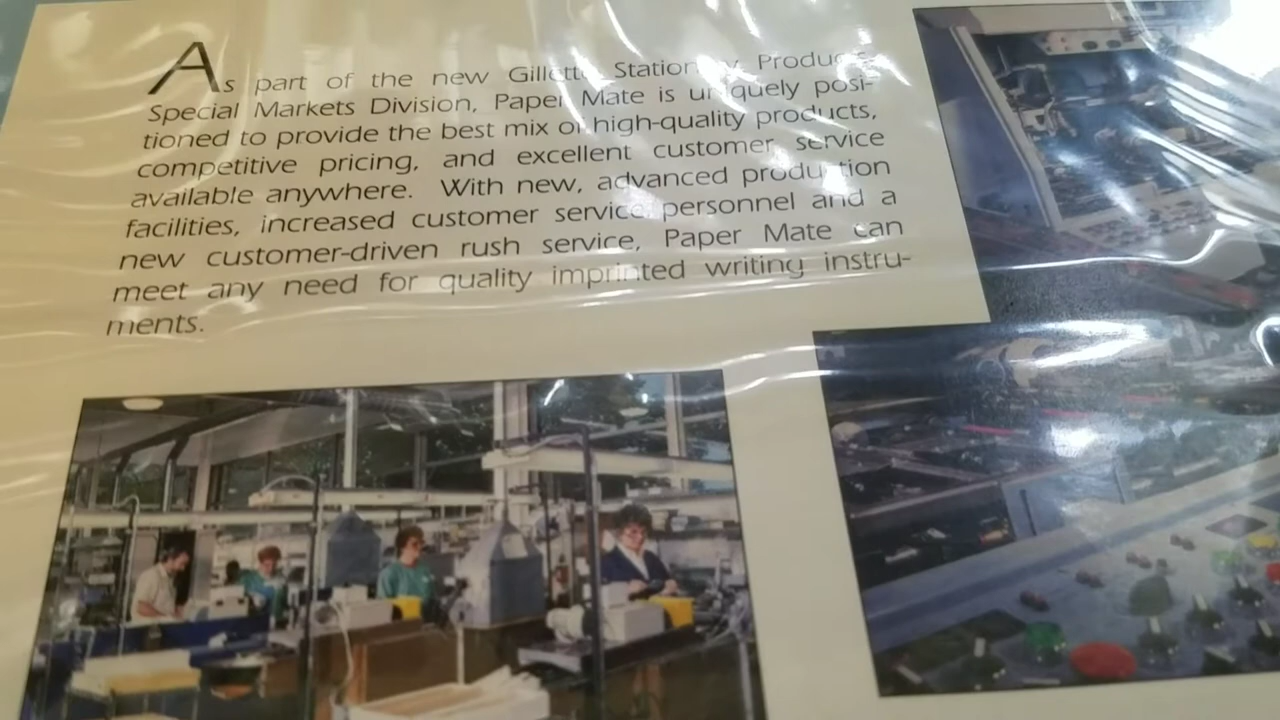 As part of the new Gillette Stationery Products
Special Markets Division, Paper Mate is uniquely posi-
tioned to provide the best mix of high-quality products,
competitive pricing, and excellent customer service
available anywhere. With new, advanced production
facilities, increased customer service personnel and a
new customer-driven rush service, Paper Mate can
meet any need for quality imprinted writing instru-
ments.